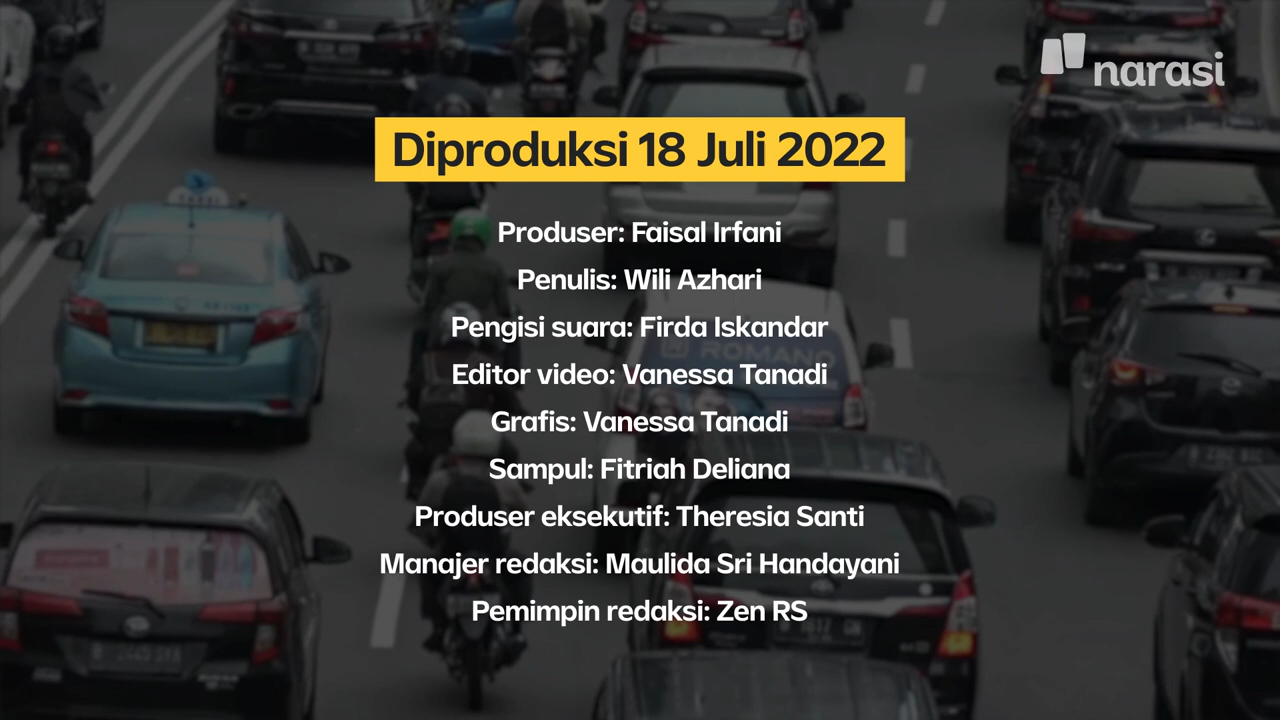 narasi
Diproduksi 18 Juli 2022
Produser: Faisal Irfani
Penulis: Wili Azhari
Pengisi suara: Firda Iskandar
Editor video: Vanessa Tanadi
Grafis: Vanessa Tanadi
Sampul: Fitriah Deliana
Produser eksekutif: Theresia Santi
Manajer redaksi: Maulida Sri Handayani
Pemimpin redaksi: Zen RS
TAXI
ROMANO